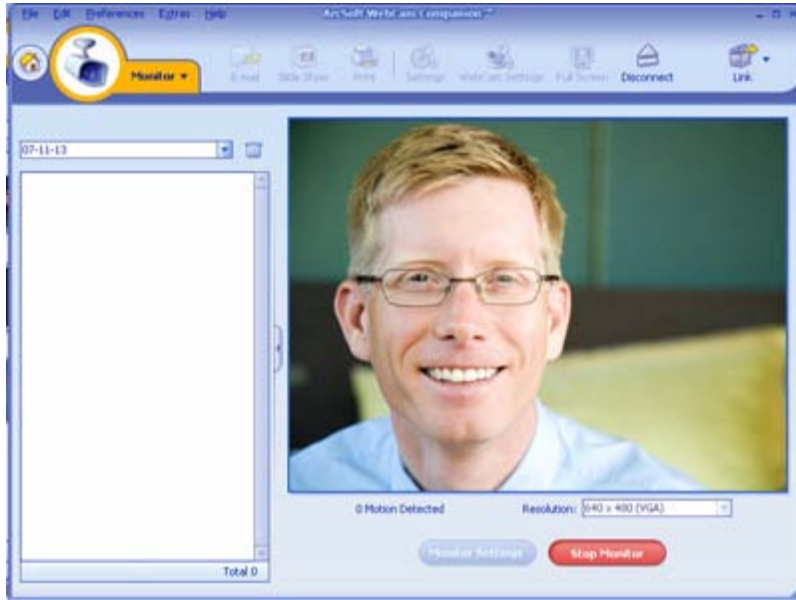 File Edit Preferences Extras Help
ArcSoft WebCam Companion™
Monitor
E-mail Slide Show Print Settings WebCam Settings Full Screen Disconnect Link
07-11-13
0 Motion Detected
Resolution: 640 x 480 (VGA)
Monitor Settings Stop Monitor
Total 0